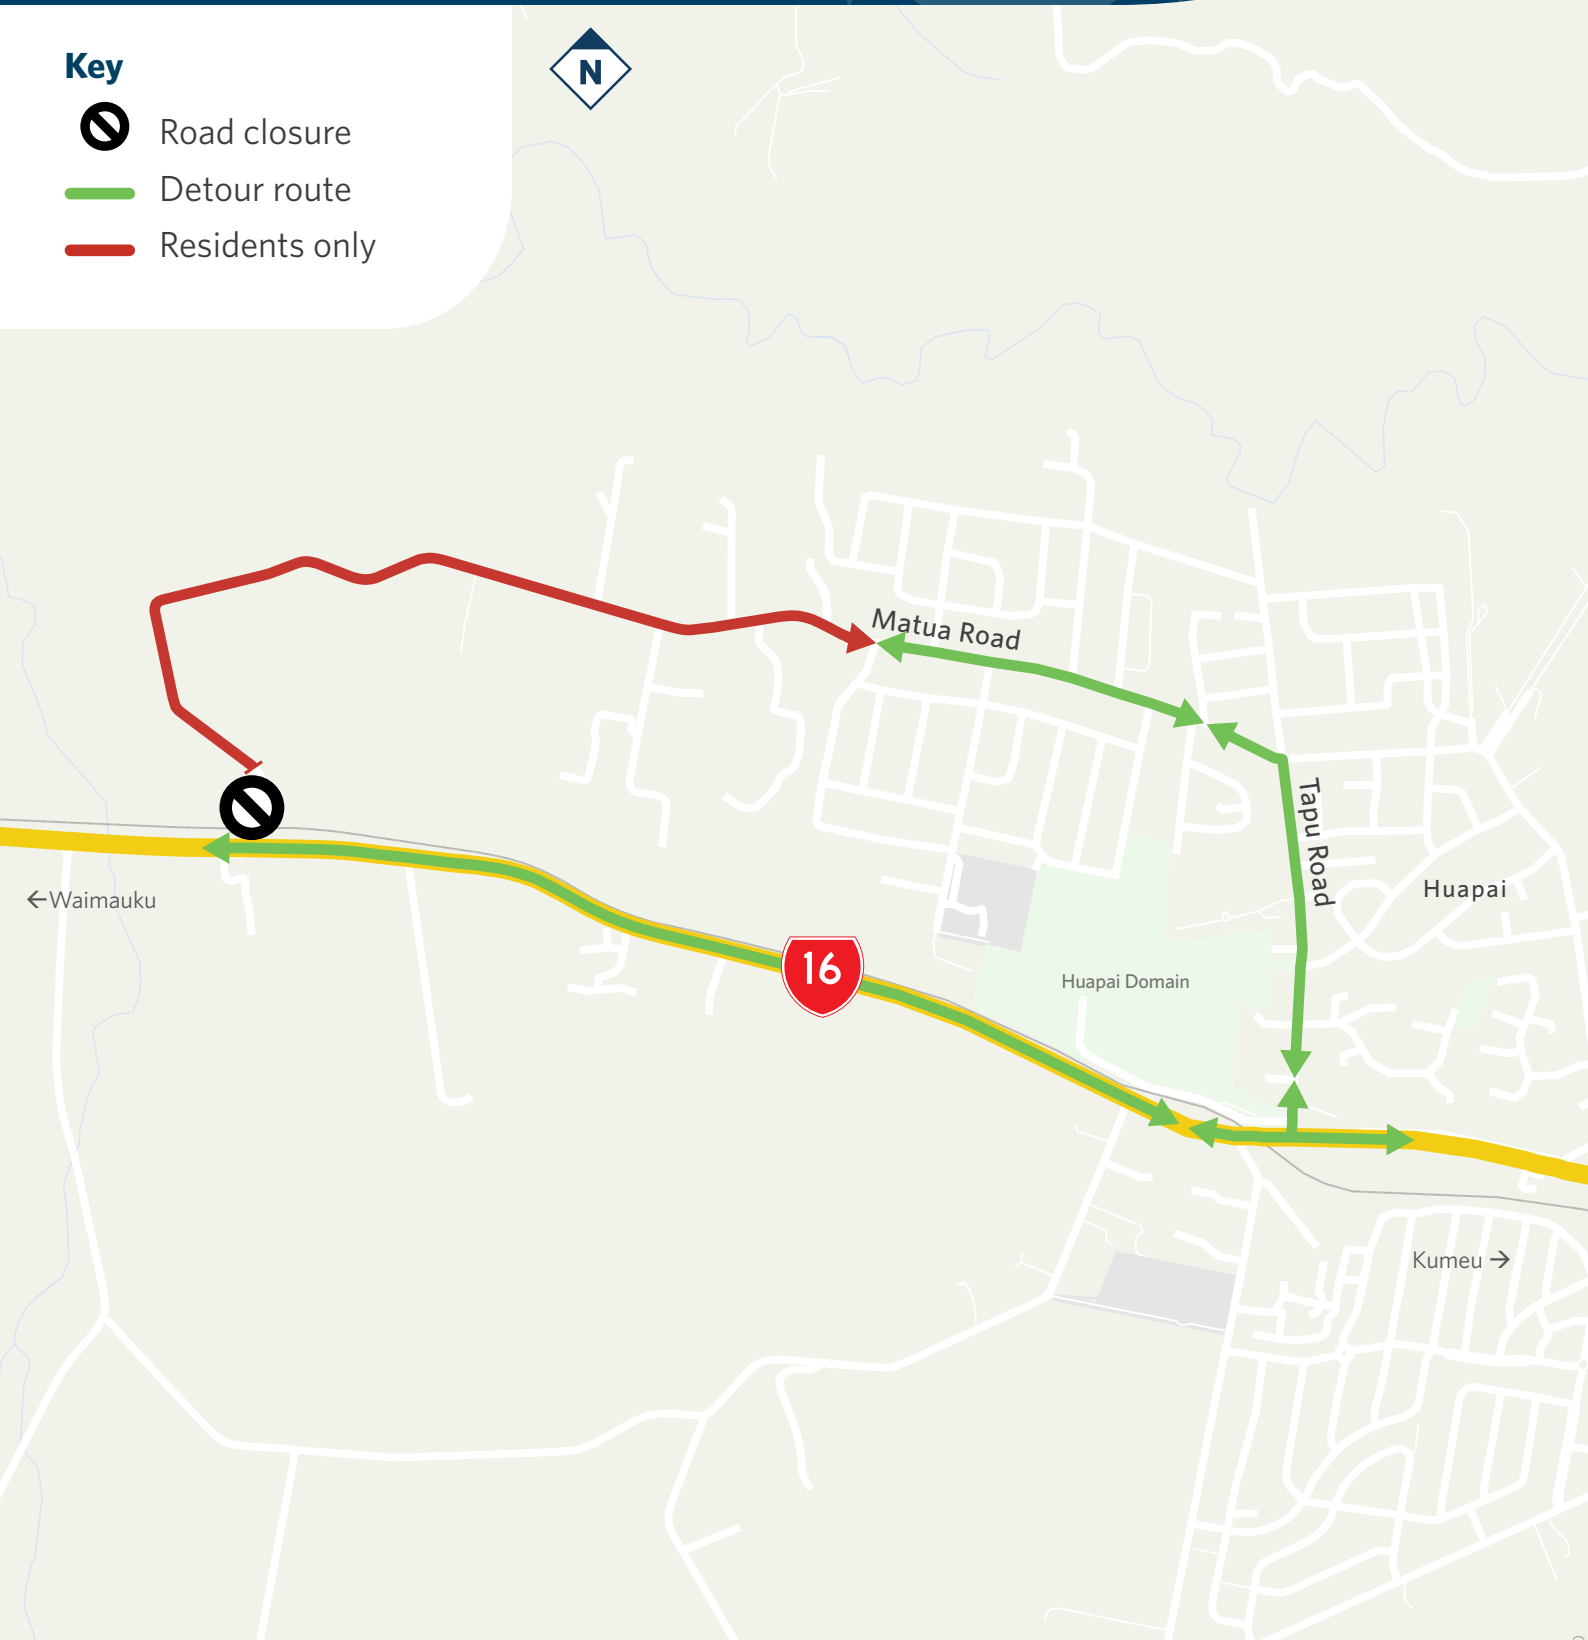 Key
N
Road closure
Detour route
Residents only
Matua Road
Tapu Road
Huapai
←Waimauku
16
Huapai Domain
Kumeu →